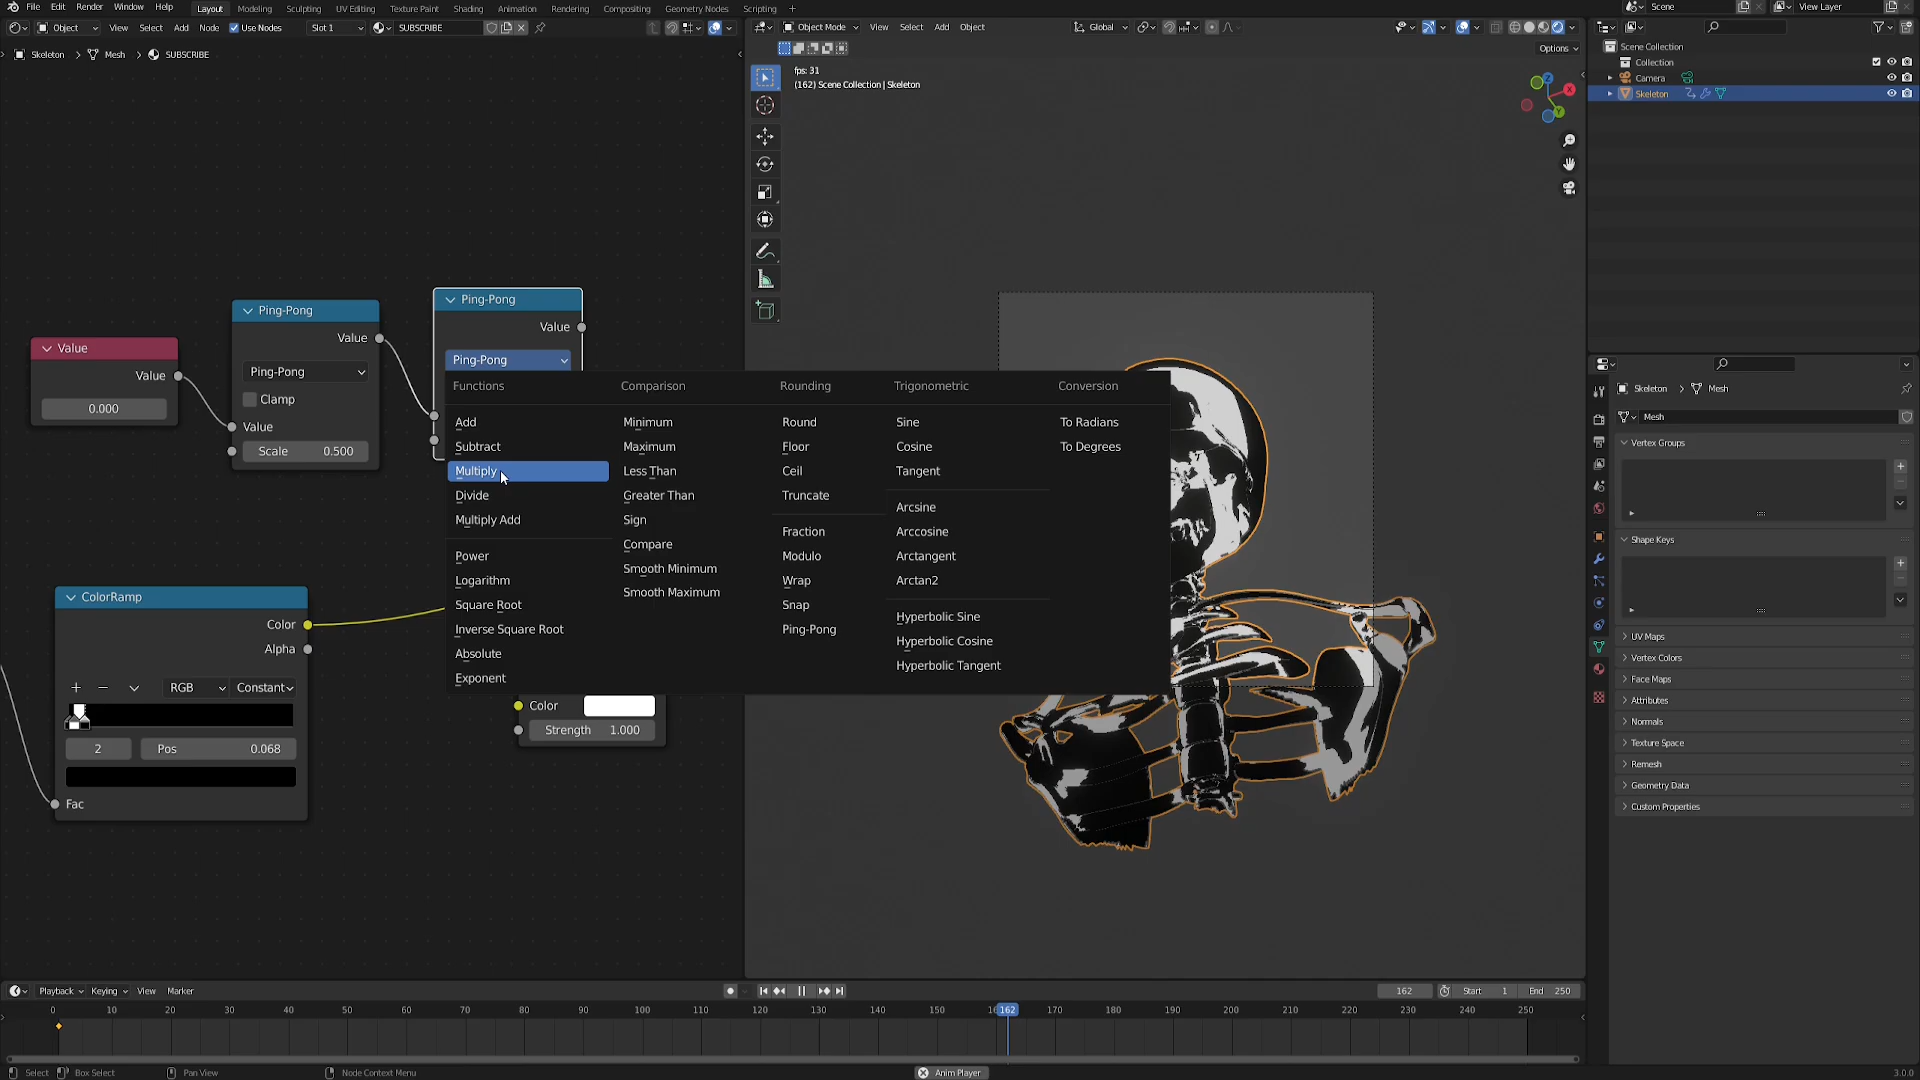 File Edit Render Window Help Layout Modeling Sculpting UV Editing Texture Paint Shading Animation Rendering Compositing Geometry Nodes Scripting + Scene View Layer
Object View Select Add Node Use Nodes Slot 1 SUBSCRIBE
Object Mode View Select Add Object Global
Options
Skeleton > Mesh > SUBSCRIBE
fps: 31
(162) Scene Collection | Skeleton
Scene Collection
Collection
Camera
Skeleton
X
Y
Z
Value
Value
0.000
Ping-Pong
Value
Ping-Pong
Clamp
Value
Scale 0.500
Ping-Pong
Value
Ping-Pong
Functions
Add
Subtract
Multiply
Divide
Multiply Add
Power
Logarithm
Square Root
Inverse Square Root
Absolute
Exponent
Comparison
Minimum
Maximum
Less Than
Greater Than
Sign
Compare
Smooth Minimum
Smooth Maximum
Rounding
Round
Floor
Ceil
Truncate
Fraction
Modulo
Wrap
Snap
Ping-Pong
Trigonometric
Sine
Cosine
Tangent
Arcsine
Arccosine
Arctangent
Arctan2
Hyperbolic Sine
Hyperbolic Cosine
Hyperbolic Tangent
Conversion
To Radians
To Degrees
ColorRamp
Color
Alpha
RGB Constant
2 Pos 0.068
Fac
Color
Strength 1.000
Skeleton > Mesh
Mesh
Vertex Groups
Shape Keys
UV Maps
Vertex Colors
Face Maps
Attributes
Normals
Texture Space
Remesh
Geometry Data
Custom Properties
Playback Keying View Marker 162 Start 1 End 250
0 10 20 30 40 50 60 70 80 90 100 110 120 130 140 150 162 170 180 190 200 210 220 230 240 250
Select Box Select Pan View Node Context Menu Anim Player 3.0.0